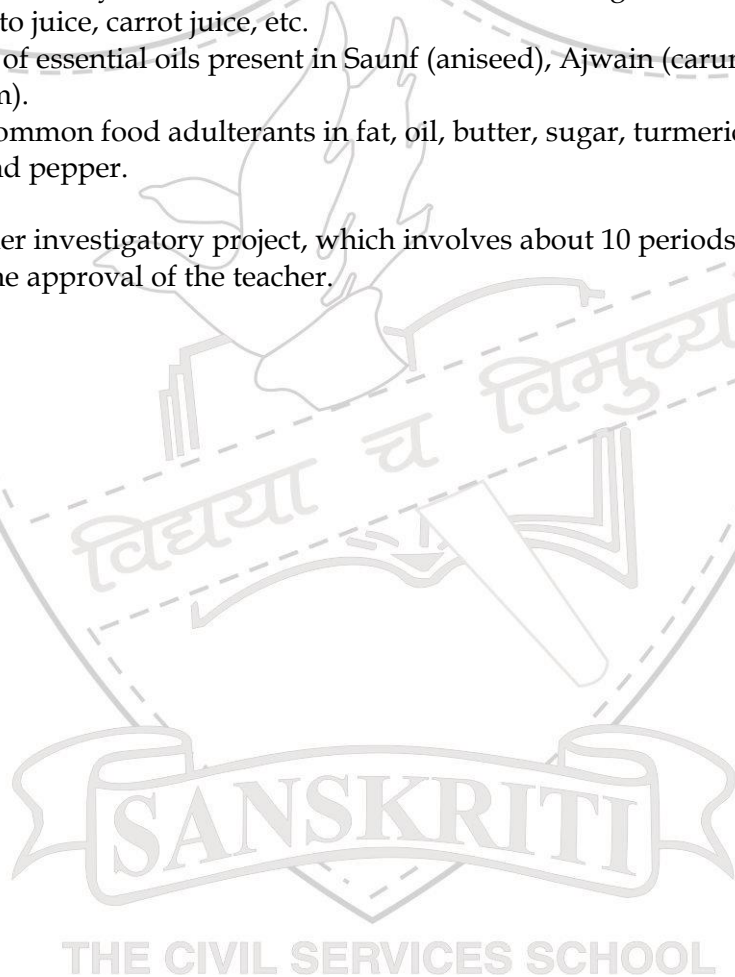 to juice, carrot juice, etc.
of essential oils present in Saunf (aniseed), Ajwain
ommon food adulterants in fat, oil, butter, sugar, turmeric
nd pepper.
er investigatory project, which involves about 10 periods
he approval of the teacher.
विद्यया च विमुच्य
SANSKRITI
THE CIVIL SERVICES SCHOOL